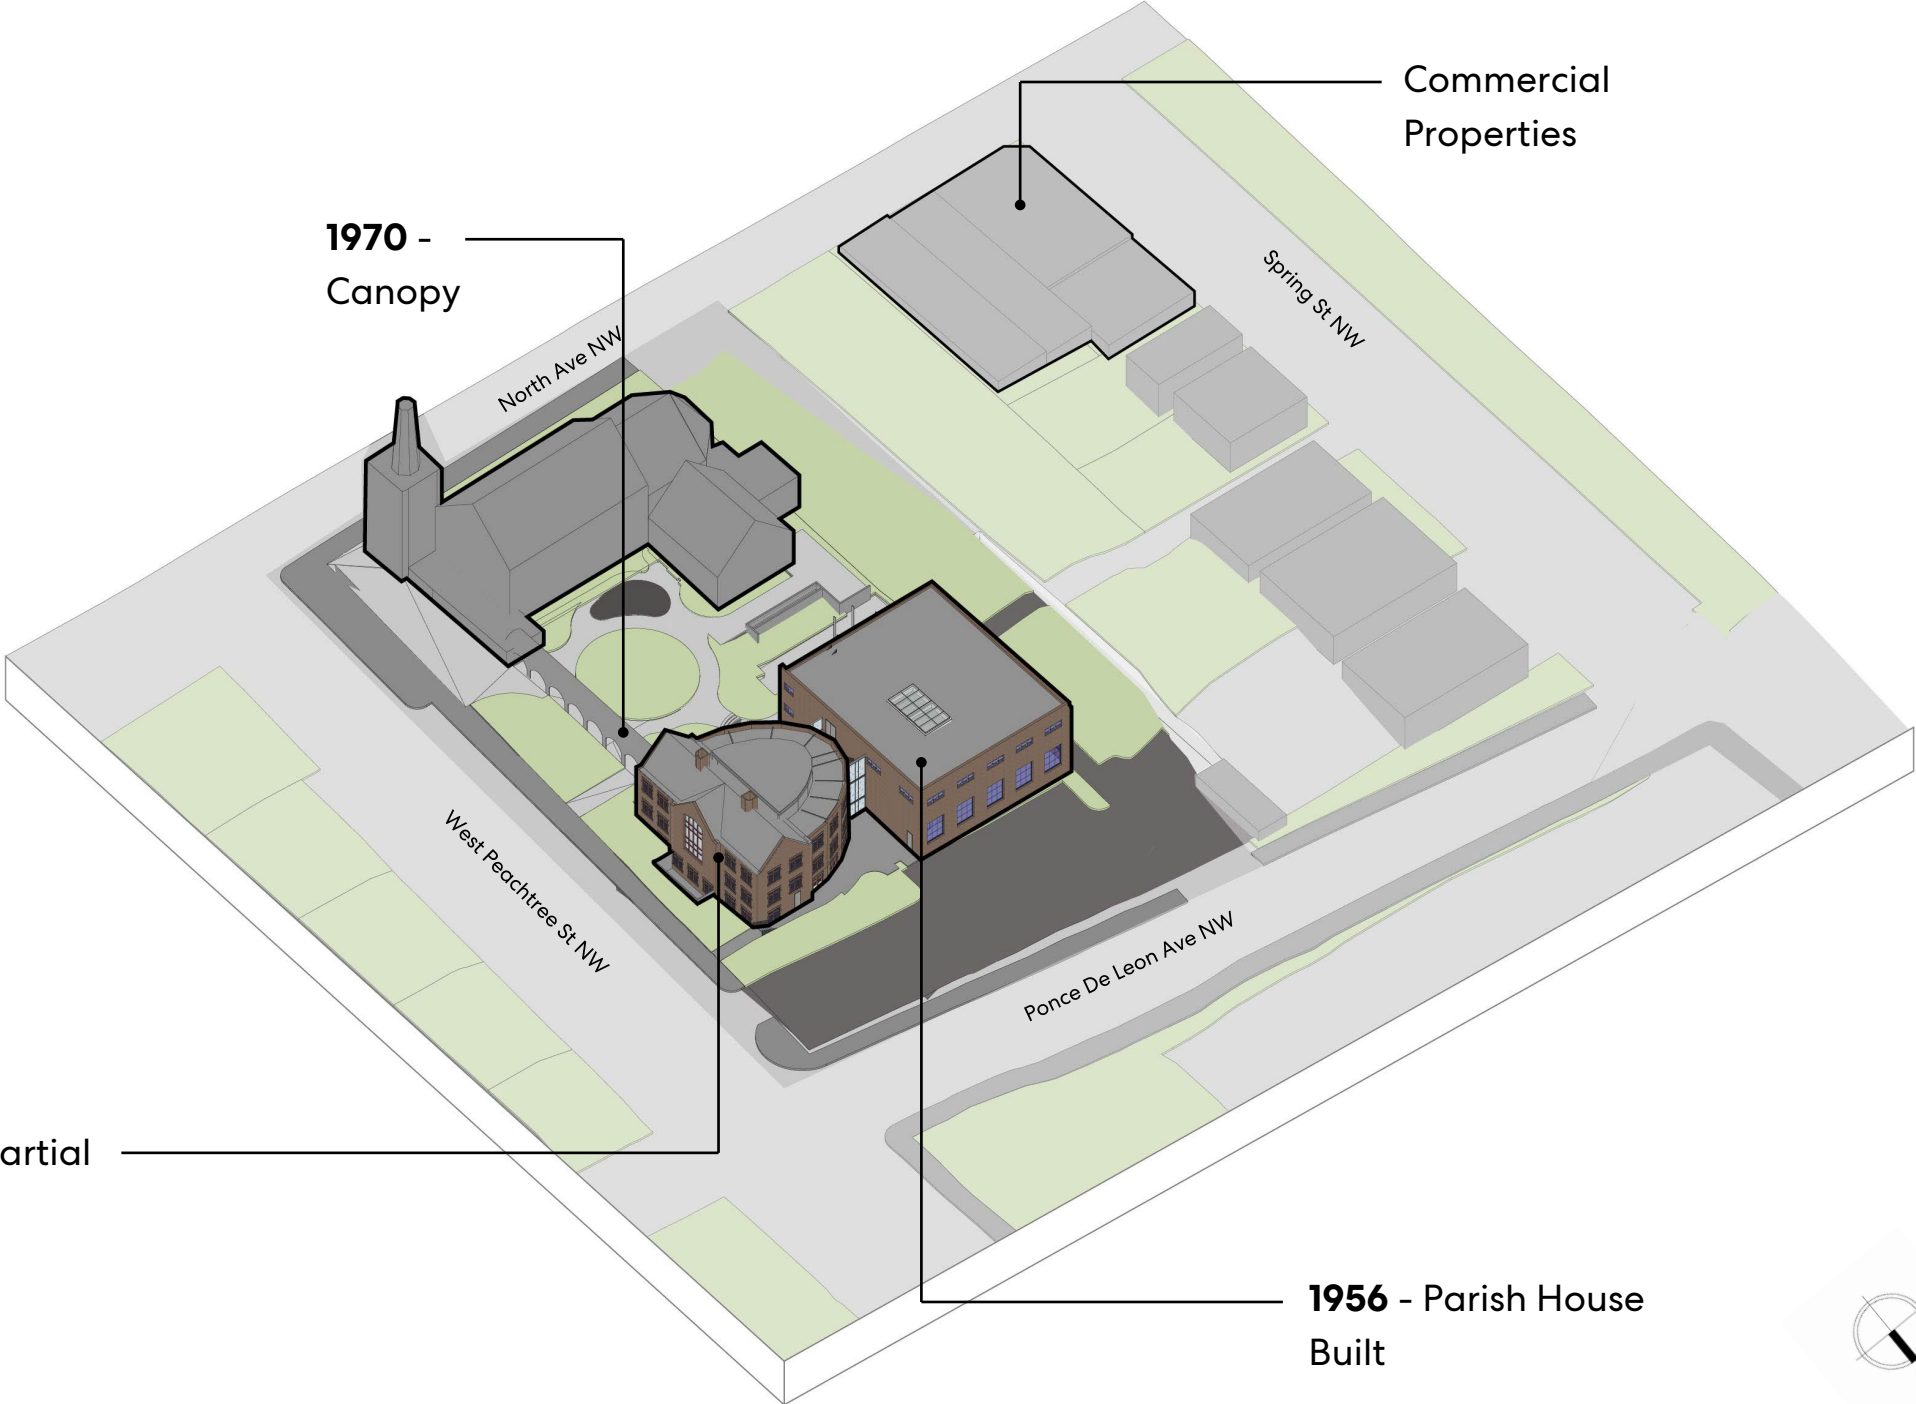 Commercial
Properties
1970 -
Canopy
Spring St NW
North Ave NW
West Peachtree St NW
Ponce De Leon Ave NW
artial
1956 - Parish House
Built